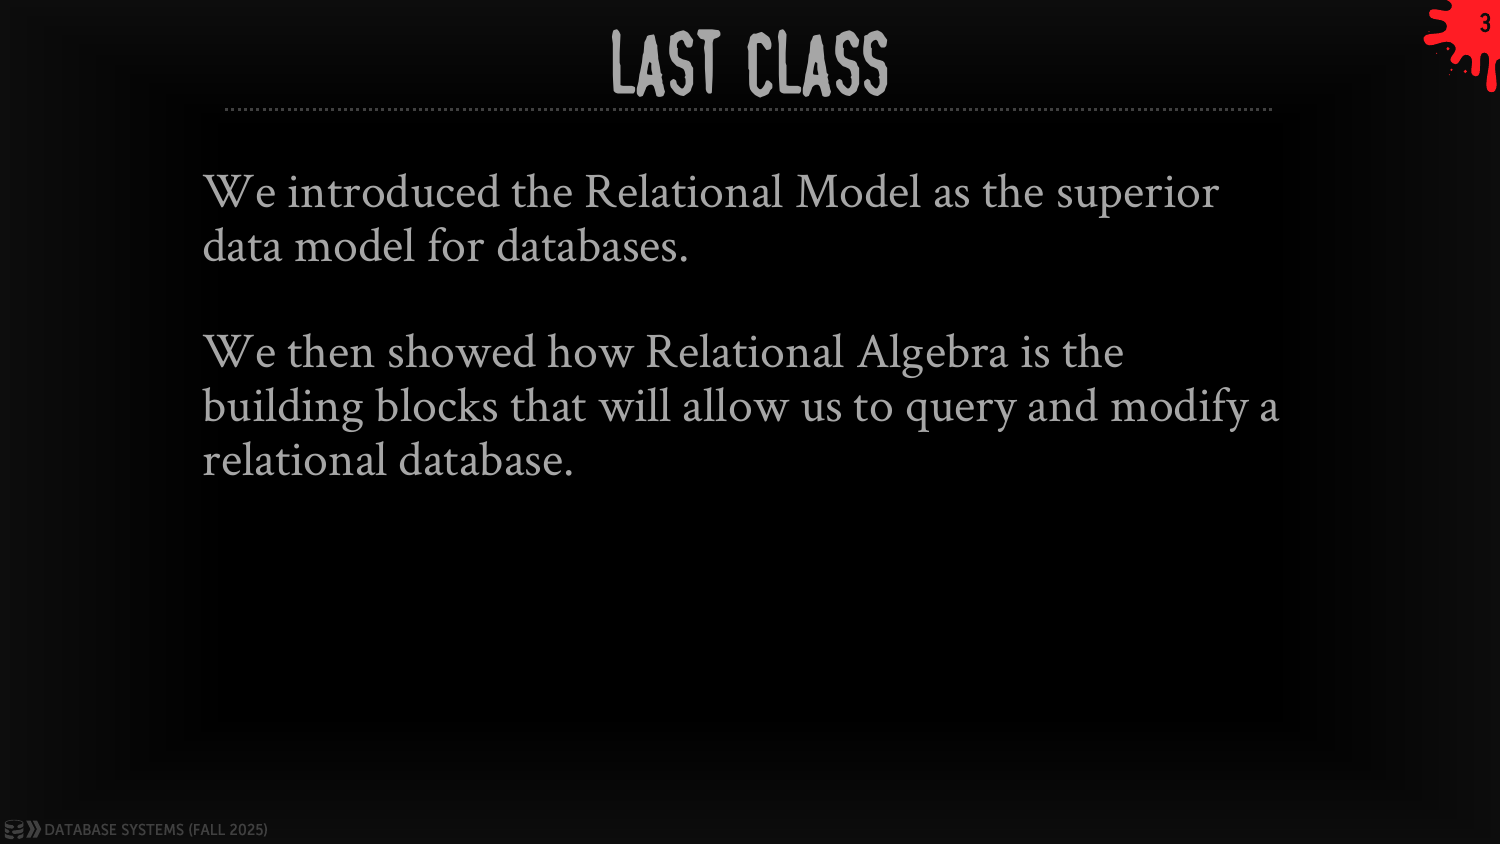 LAST CLASS
3
We introduced the Relational Model as the superior
data model for databases.
We then showed how Relational Algebra is the
building blocks that will allow us to query and modify a
relational database.
DATABASE SYSTEMS (FALL 2025)